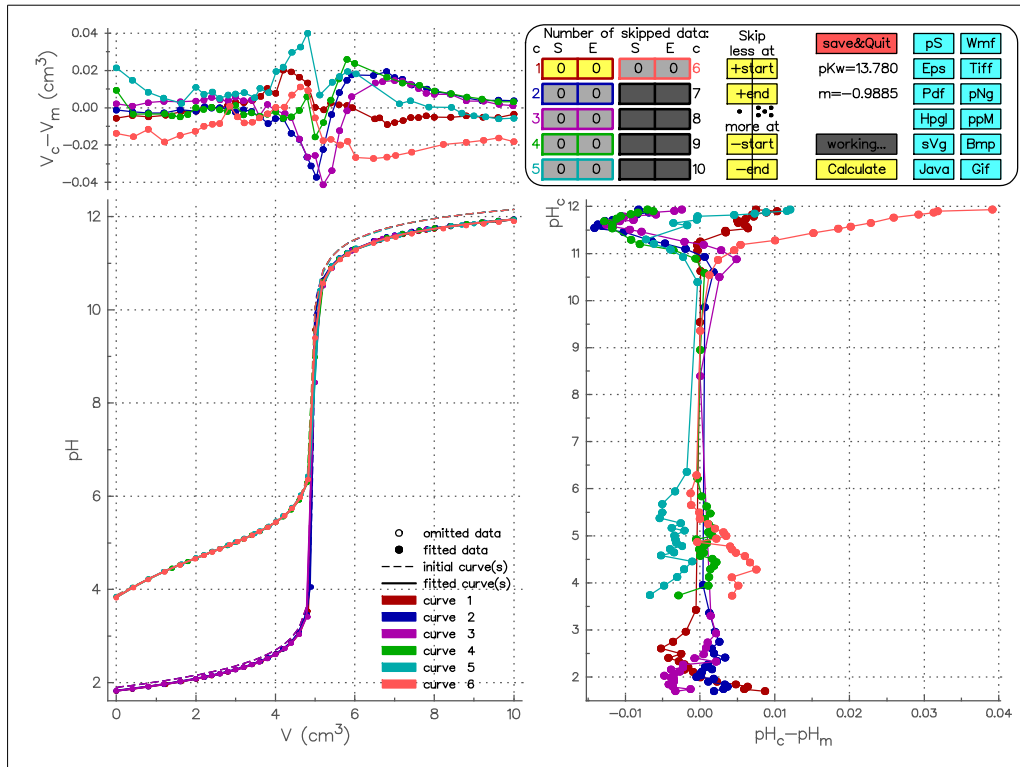 0.04
0.02
0.00
−0.02
−0.04
V_c−V_m (cm³)
Number of skipped data:
c S E S E c
1 0 0 0 0 6
2 0 0 7
3 0 0 8
4 0 0 9
5 0 0 10
Skip
less at
+start
+end
more at
−start
−end
save&Quit
pKw=13.780
m=−0.9885
working...
Calculate
pS Wmf
Eps Tiff
Pdf pNg
Hpgl ppM
sVg Bmp
Java Gif
12
10
8
6
4
2
pH
0 2 4 6 8 10
V (cm³)
omitted data
fitted data
initial curve(s)
fitted curve(s)
curve 1
curve 2
curve 3
curve 4
curve 5
curve 6
pH_c
12
11
10
9
8
7
6
5
4
3
2
−0.01 0.00 0.01 0.02 0.03 0.04
pH_c−pH_m